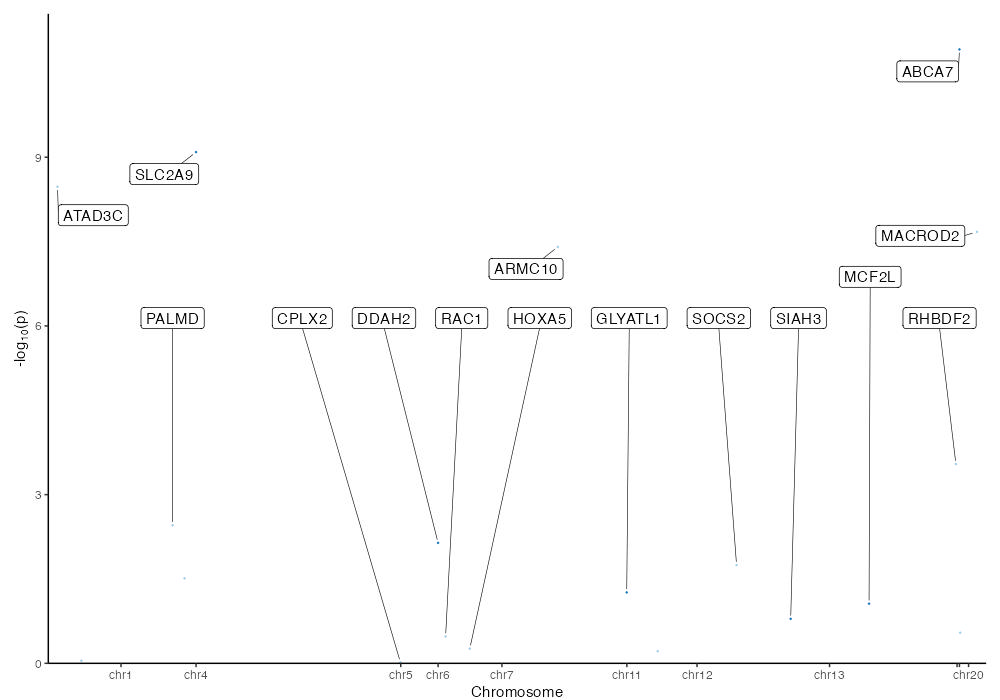 ABCA7
9
SLC2A9
ATAD3C
MACROD2
ARMC10
MCF2L
6
PALMD CPLX2 DDAH2 RAC1 HOXA5 GLYATL1 SOCS2 SIAH3 RHBDF2
-log10(p)
3
0
chr1 chr4 chr5 chr6 chr7 chr11 chr12 chr13 chr20
Chromosome